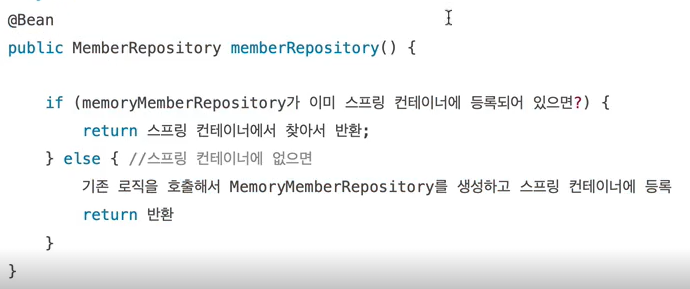 @Bean
public MemberRepository memberRepository() {
if (memoryMemberRepository가 이미 스프링 컨테이너에 등록되어 있으면?) {
return 스프링 컨테이너에서 찾아서 반환;
} else { //스프링 컨테이너에 없으면
기존 로직을 호출해서 MemoryMemberRepository를 생성하고 스프링 컨테이너에 등록
return 반환
}
}